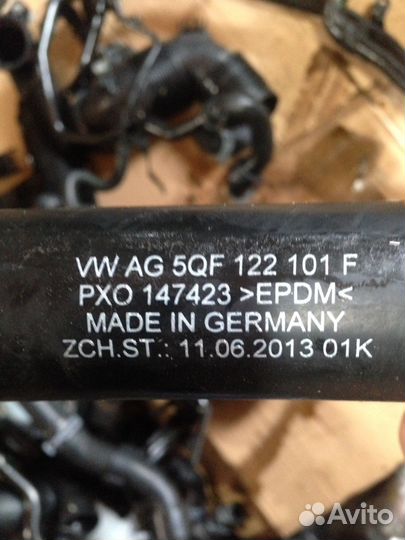 VW AG 5QF 122 101 F
PXO 147423 >EPDM<
MADE IN GERMANY
ZCH.ST.: 11.06.2013 01K
Avito